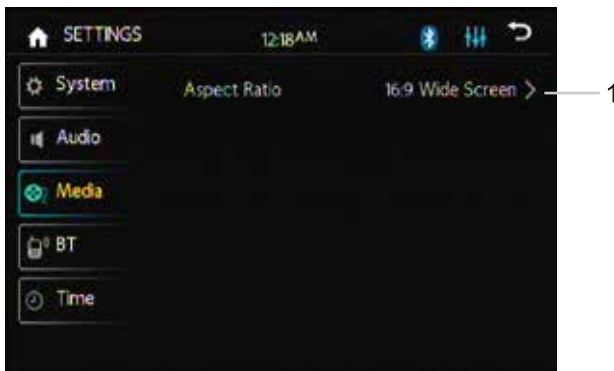 SETTINGS 12:18AM
System
Aspect Ratio 16:9 Wide Screen > 1
Audio
Media
BT
Time